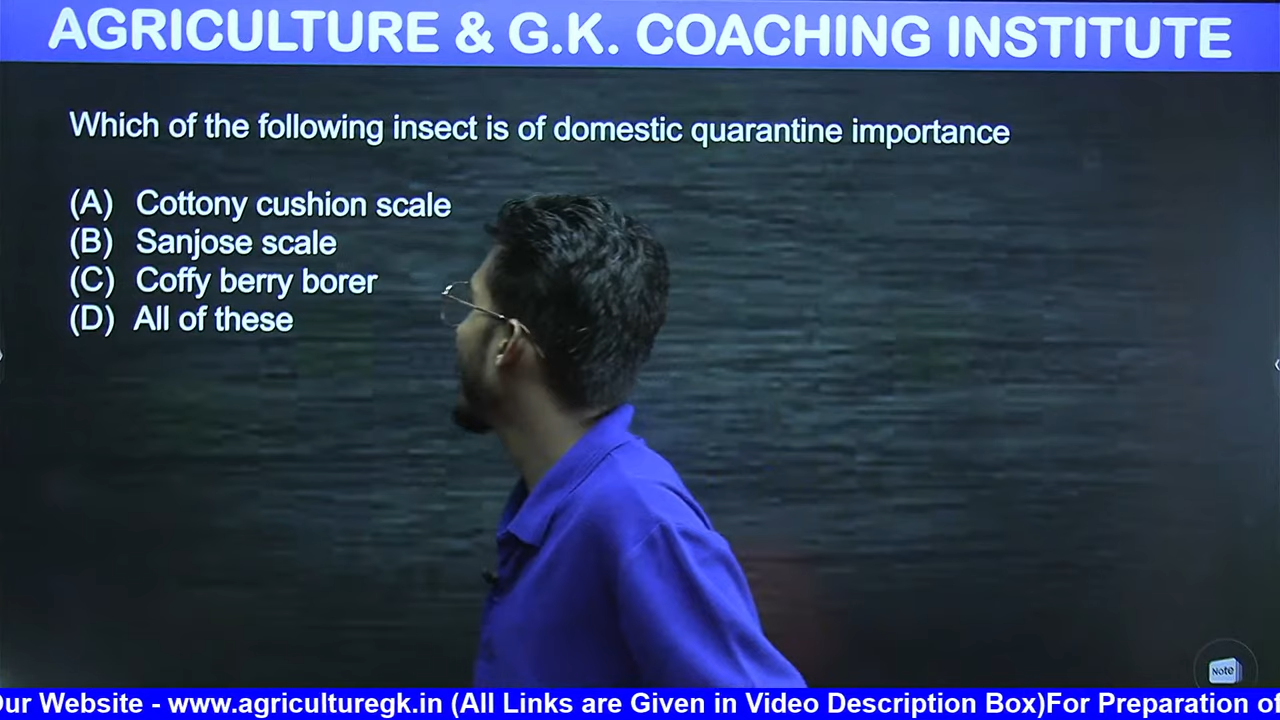 AGRICULTURE & G.K. COACHING INSTITUTE
Which of the following insect is of domestic quarantine importance
(A) Cottony cushion scale
(B) Sanjose scale
(C) Coffy berry borer
(D) All of these
Note
Our Website - www.agriculturegk.in (All Links are Given in Video Description Box)For Preparation of